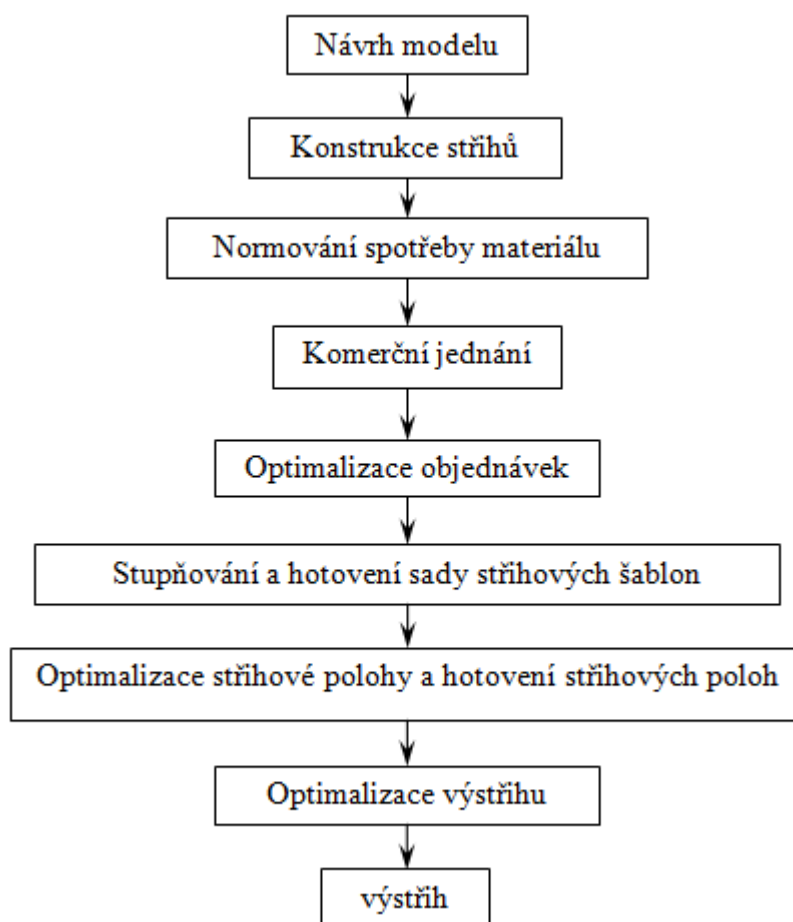 Návrh modelu
Konstrukce střihů
Normování spotřeby materiálu
Komerční jednání
Optimalizace objednávek
Stupňování a hotovení sady střihových šablon
Optimalizace střihové polohy a hotovení střihových poloh
Optimalizace výstřihu
výstřih